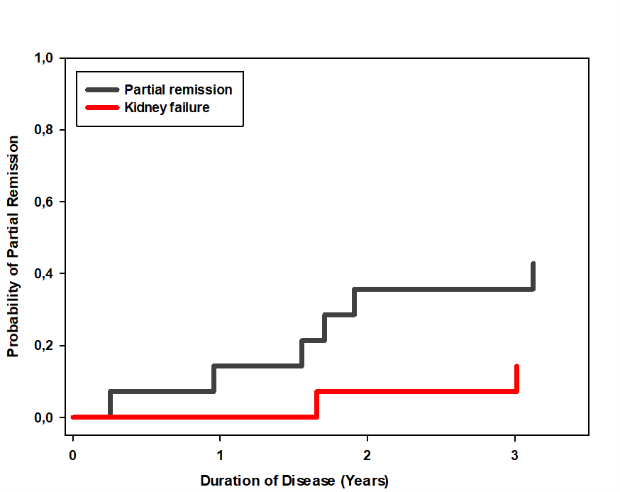 1,0
0,8
0,6
0,4
0,2
0,0
Probability of Partial Remission
Partial remission
Kidney failure
0 1 2 3
Duration of Disease (Years)